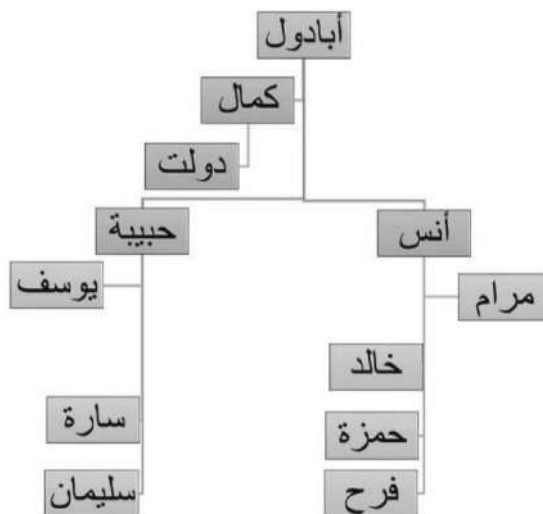 أبادول
كمال
دولت
أنس
حبيبة
مرام
يوسف
خالد
سارة
حمزة
سليمان
فرح